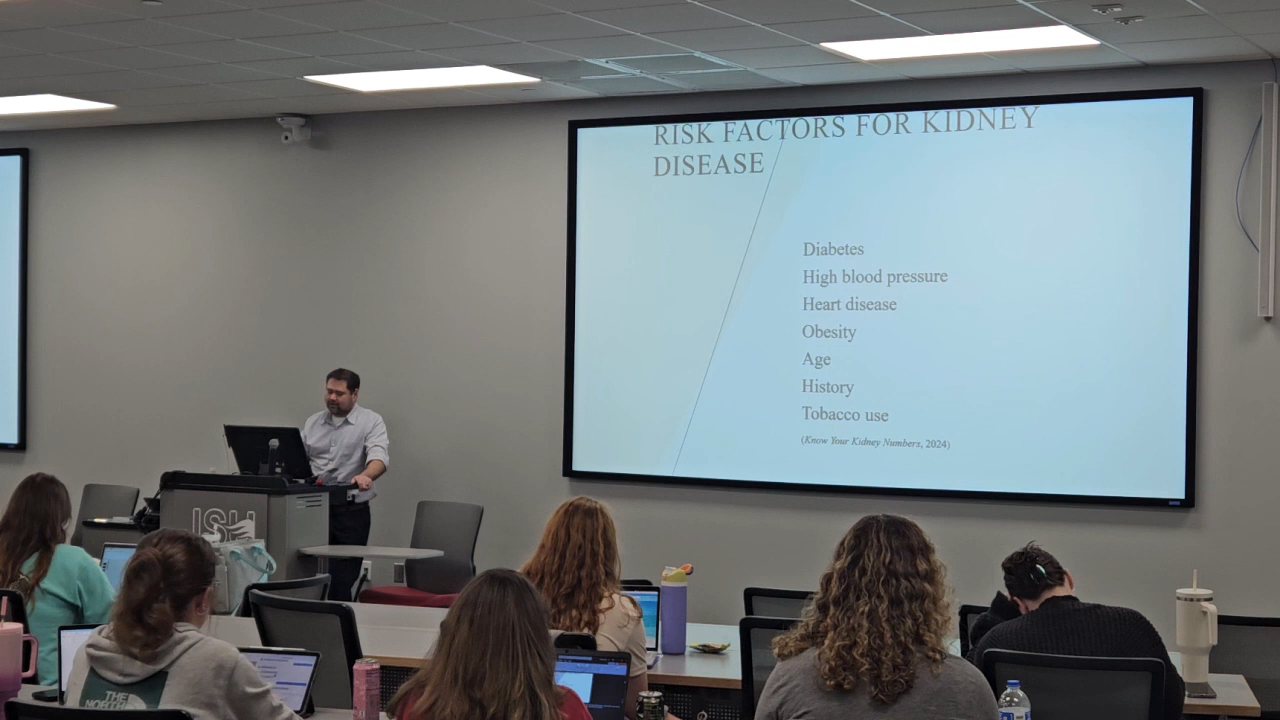 RISK FACTORS FOR KIDNEY
DISEASE
Diabetes
High blood pressure
Heart disease
Obesity
Age
History
Tobacco use
(Know Your Kidney Numbers, 2024)
ISU
THE
NORTH